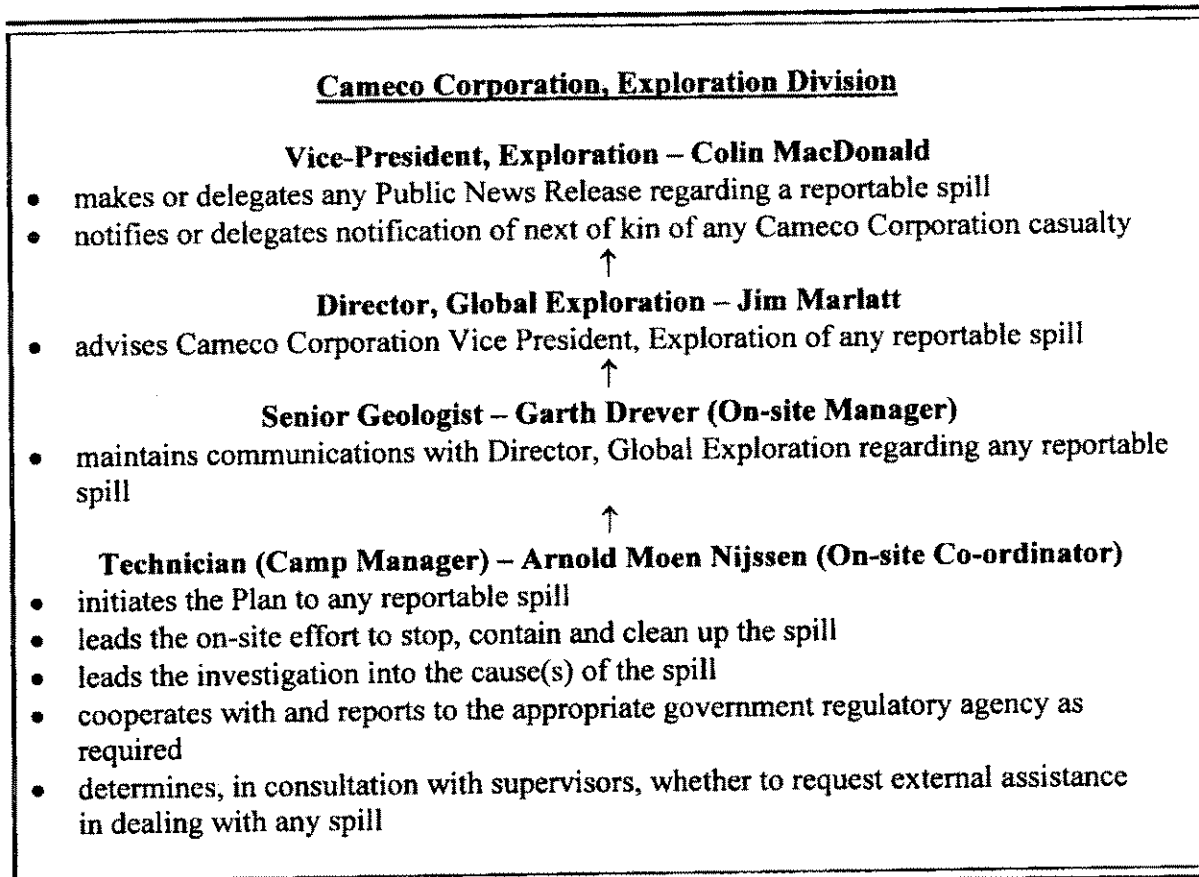 Cameco Corporation, Exploration Division
Vice-President, Exploration – Colin MacDonald
• makes or delegates any Public News Release regarding a reportable spill
• notifies or delegates notification of next of kin of any Cameco Corporation casualty
↑
Director, Global Exploration – Jim Marlatt
• advises Cameco Corporation Vice President, Exploration of any reportable spill
↑
Senior Geologist – Garth Drever (On-site Manager)
• maintains communications with Director, Global Exploration regarding any reportable
spill
↑
Technician (Camp Manager) – Arnold Moen Nijssen (On-site Co-ordinator)
• initiates the Plan to any reportable spill
• leads the on-site effort to stop, contain and clean up the spill
• leads the investigation into the cause(s) of the spill
• cooperates with and reports to the appropriate government regulatory agency as
required
• determines, in consultation with supervisors, whether to request external assistance
in dealing with any spill